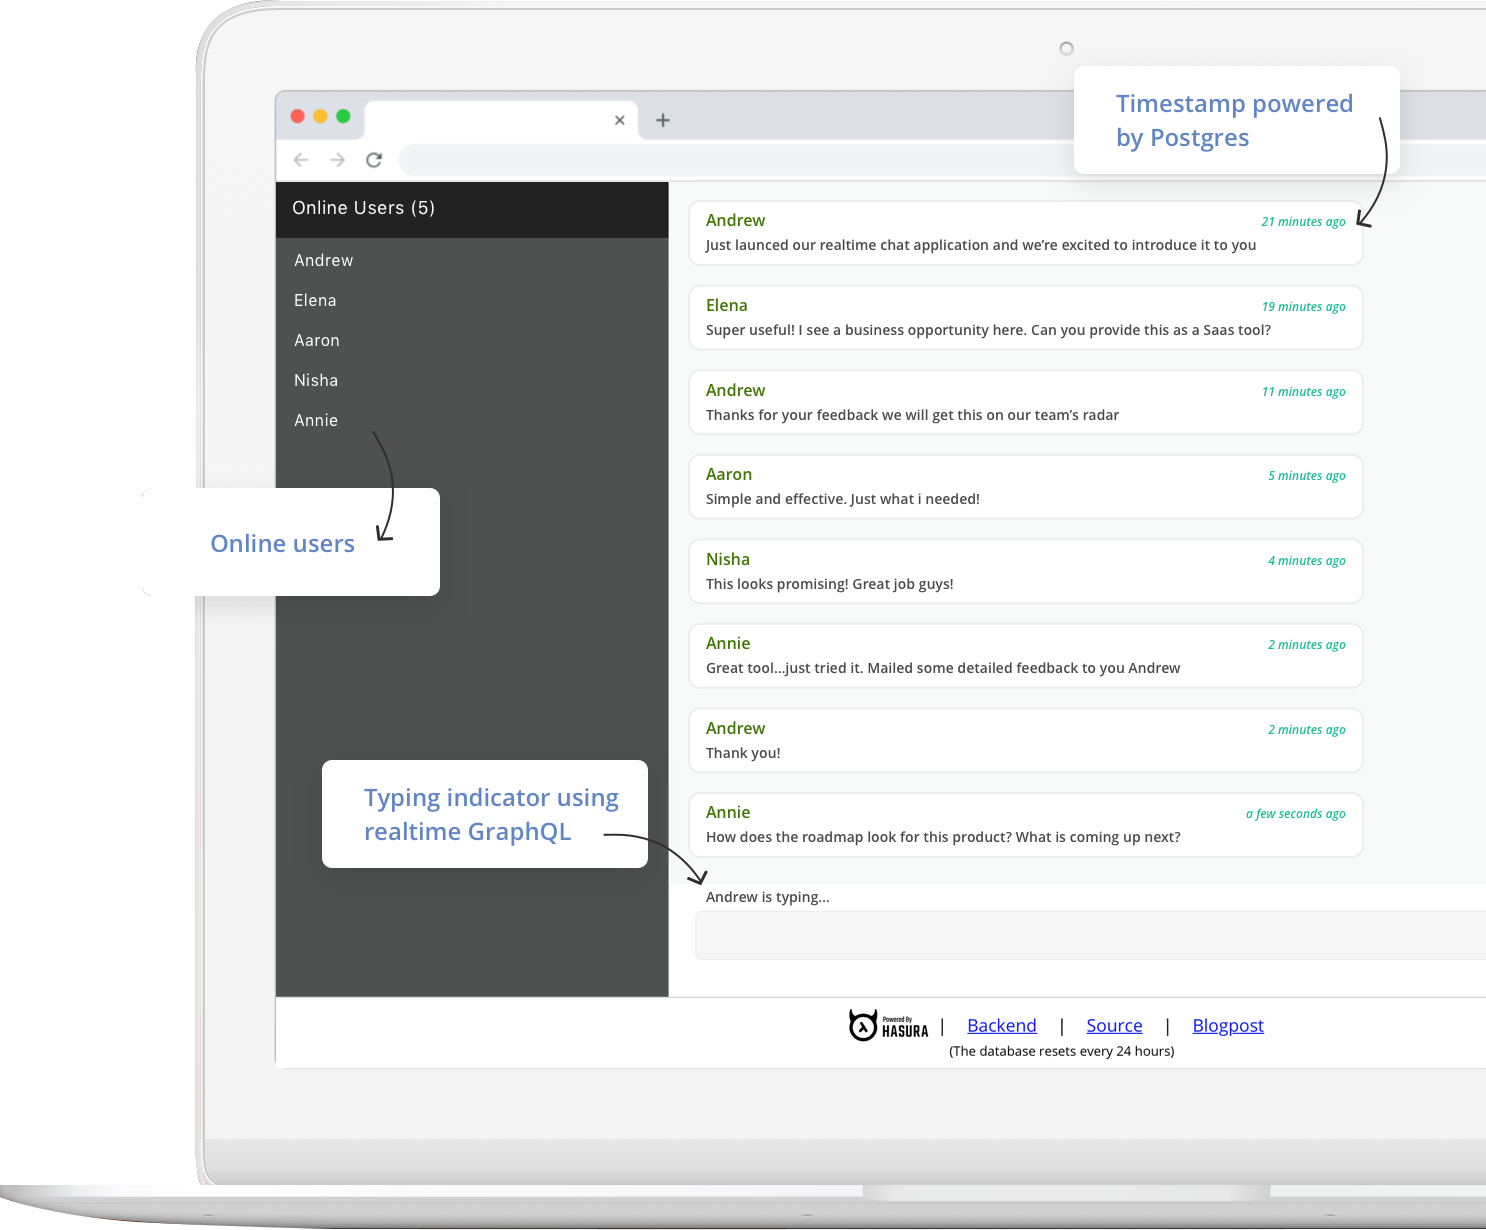 Timestamp powered
by Postgres
Online Users (5)
Andrew
Elena
Aaron
Nisha
Annie
Online users
Typing indicator using
realtime GraphQL
Andrew 21 minutes ago
Just launced our realtime chat application and we’re excited to introduce it to you
Elena 19 minutes ago
Super useful! I see a business opportunity here. Can you provide this as a Saas tool?
Andrew 11 minutes ago
Thanks for your feedback we will get this on our team’s radar
Aaron 5 minutes ago
Simple and effective. Just what i needed!
Nisha 4 minutes ago
This looks promising! Great job guys!
Annie 2 minutes ago
Great tool...just tried it. Mailed some detailed feedback to you Andrew
Andrew 2 minutes ago
Thank you!
Annie a few seconds ago
How does the roadmap look for this product? What is coming up next?
Andrew is typing...
Powered By
HASURA | Backend | Source | Blogpost
(The database resets every 24 hours)